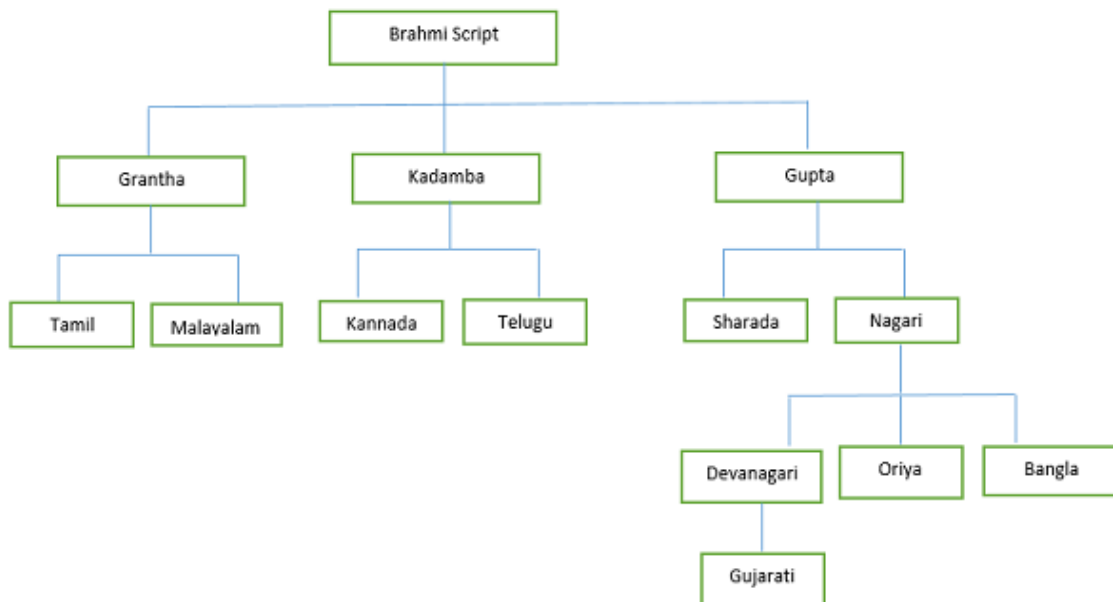 Brahmi Script
Grantha
Kadamba
Gupta
Tamil
Malayalam
Kannada
Telugu
Sharada
Nagari
Devanagari
Oriya
Bangla
Gujarati